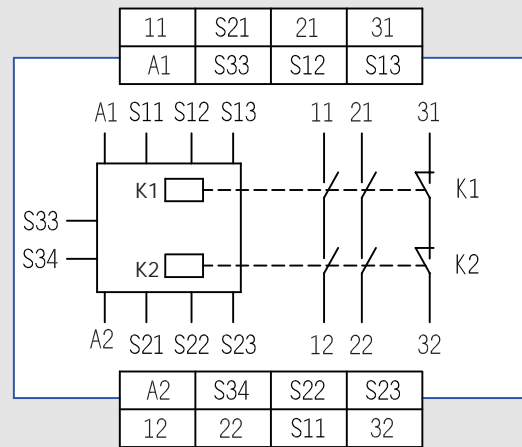 11 S21 21 31
A1 S33 S12 S13
A1 S11 S12 S13 11 21 31
K1 K1
S33
S34
K2 K2
A2 S21 S22 S23 12 22 32
A2 S34 S22 S23
12 22 S11 32